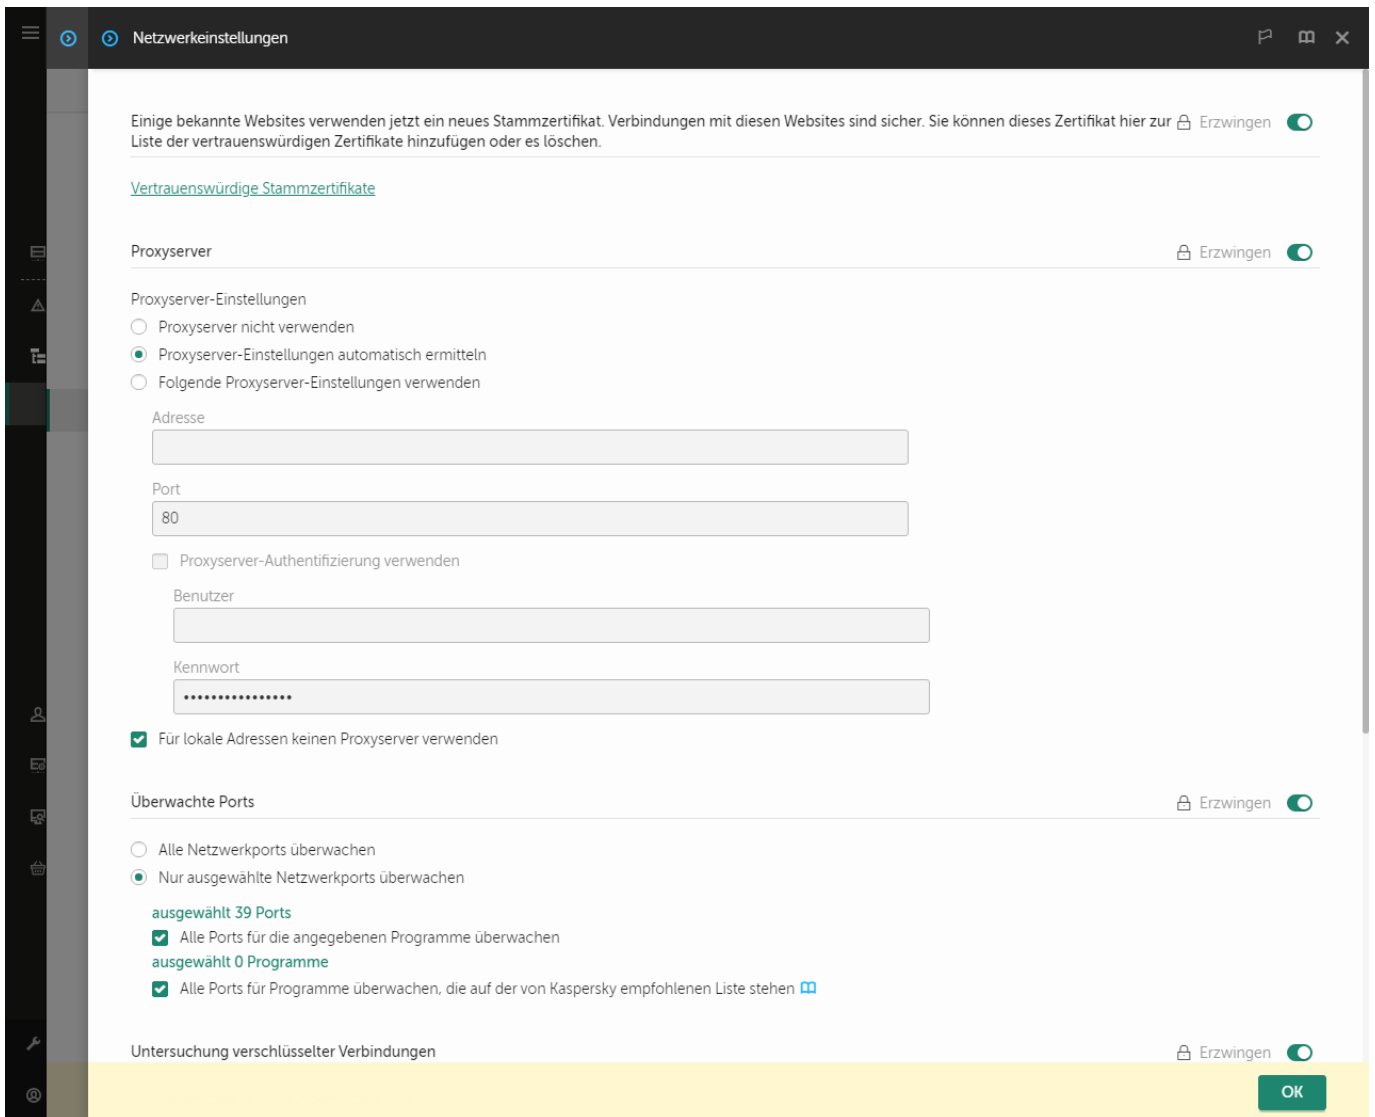 Netzwerkeinstellungen
Einige bekannte Websites verwenden jetzt ein neues Stammzertifikat. Verbindungen mit diesen Websites sind sicher. Sie können dieses Zertifikat hier zur
Liste der vertrauenswürdigen Zertifikate hinzufügen oder es löschen.
Erzwingen
Vertrauenswürdige Stammzertifikate
Proxyserver
Erzwingen
Proxyserver-Einstellungen
Proxyserver nicht verwenden
Proxyserver-Einstellungen automatisch ermitteln
Folgende Proxyserver-Einstellungen verwenden
Adresse
Port
80
Proxyserver-Authentifizierung verwenden
Benutzer
Kennwort
••••••••••••••••
Für lokale Adressen keinen Proxyserver verwenden
Überwachte Ports
Erzwingen
Alle Netzwerkports überwachen
Nur ausgewählte Netzwerkports überwachen
ausgewählt 39 Ports
Alle Ports für die angegebenen Programme überwachen
ausgewählt 0 Programme
Alle Ports für Programme überwachen, die auf der von Kaspersky empfohlenen Liste stehen
Untersuchung verschlüsselter Verbindungen
Erzwingen
OK